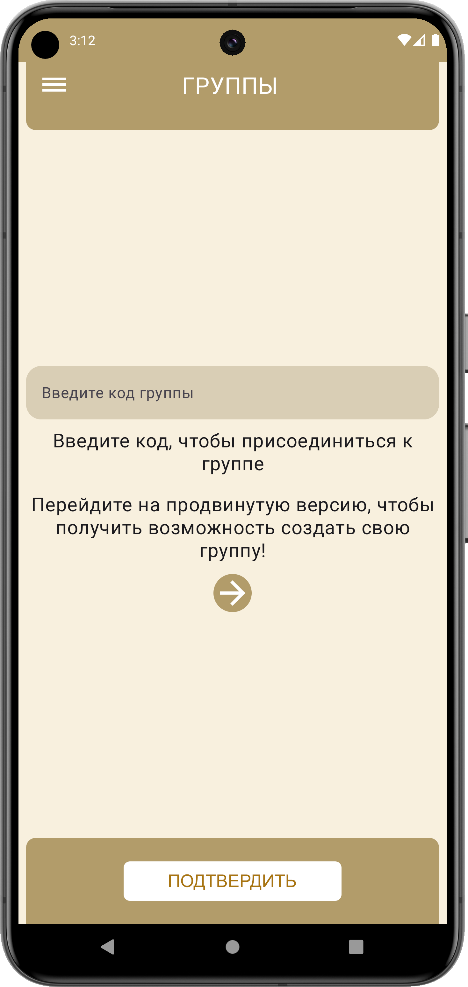 3:12
ГРУППЫ
Введите код группы
Введите код, чтобы присоединиться к
группе
Перейдите на продвинутую версию, чтобы
получить возможность создать свою
группу!
ПОДТВЕРДИТЬ